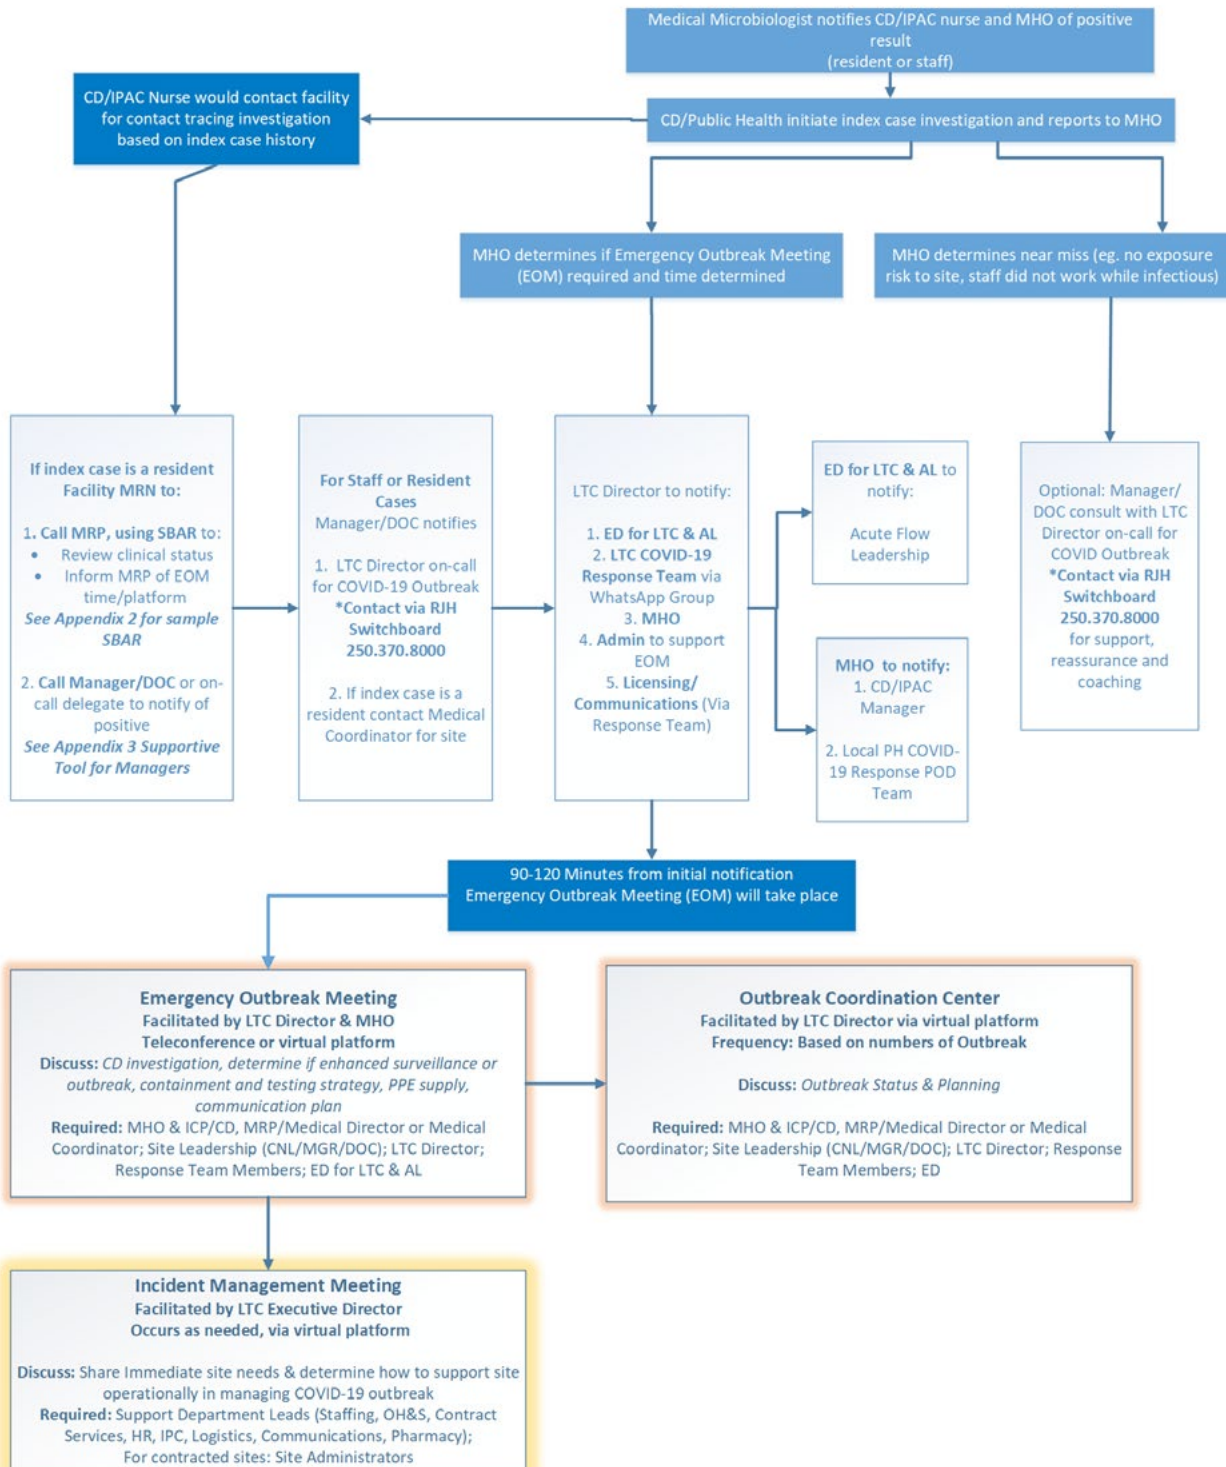 Medical Microbiologist notifies CD/IPAC nurse and MHO of positive
result
(resident or staff)
CD/IPAC Nurse would contact facility
for contact tracing investigation
based on index case history
CD/Public Health initiate index case investigation and reports to MHO
MHO determines if Emergency Outbreak Meeting
(EOM) required and time determined
MHO determines near miss (eg. no exposure
risk to site, staff did not work while infectious)
If index case is a resident
Facility MRN to:
1. Call MRP, using SBAR to:
• Review clinical status
• Inform MRP of EOM
time/platform
See Appendix 2 for sample
SBAR
2. Call Manager/DOC or on-
call delegate to notify of
positive
See Appendix 3 Supportive
Tool for Managers
For Staff or Resident
Cases
Manager/DOC notifies
1. LTC Director on-call
for COVID-19 Outbreak
*Contact via RJH
Switchboard
250.370.8000
2. If index case is a
resident contact Medical
Coordinator for site
LTC Director to notify:
1. ED for LTC & AL
2. LTC COVID-19
Response Team via
WhatsApp Group
3. MHO
4. Admin to support
EOM
5. Licensing/
Communications (Via
Response Team)
ED for LTC & AL to
notify:
Acute Flow
Leadership
MHO to notify:
1. CD/IPAC
Manager
2. Local PH COVID-
19 Response POD
Team
Optional: Manager/
DOC consult with LTC
Director on-call for
COVID Outbreak
*Contact via RJH
Switchboard
250.370.8000
for support,
reassurance and
coaching
90-120 Minutes from initial notification
Emergency Outbreak Meeting (EOM) will take place
Emergency Outbreak Meeting
Facilitated by LTC Director & MHO
Teleconference or virtual platform
Discuss: CD investigation, determine if enhanced surveillance or
outbreak, containment and testing strategy, PPE supply,
communication plan
Required: MHO & ICP/CD, MRP/Medical Director or Medical
Coordinator; Site Leadership (CNL/MGR/DOC); LTC Director;
Response Team Members; ED for LTC & AL
Outbreak Coordination Center
Facilitated by LTC Director via virtual platform
Frequency: Based on numbers of Outbreak
Discuss: Outbreak Status & Planning
Required: MHO & ICP/CD, MRP/Medical Director or Medical
Coordinator; Site Leadership (CNL/MGR/DOC); LTC Director; Response
Team Members; ED
Incident Management Meeting
Facilitated by LTC Executive Director
Occurs as needed, via virtual platform
Discuss: Share Immediate site needs & determine how to support site
operationally in managing COVID-19 outbreak
Required: Support Department Leads (Staffing, OH&S, Contract
Services, HR, IPC, Logistics, Communications, Pharmacy);
For contracted sites: Site Administrators